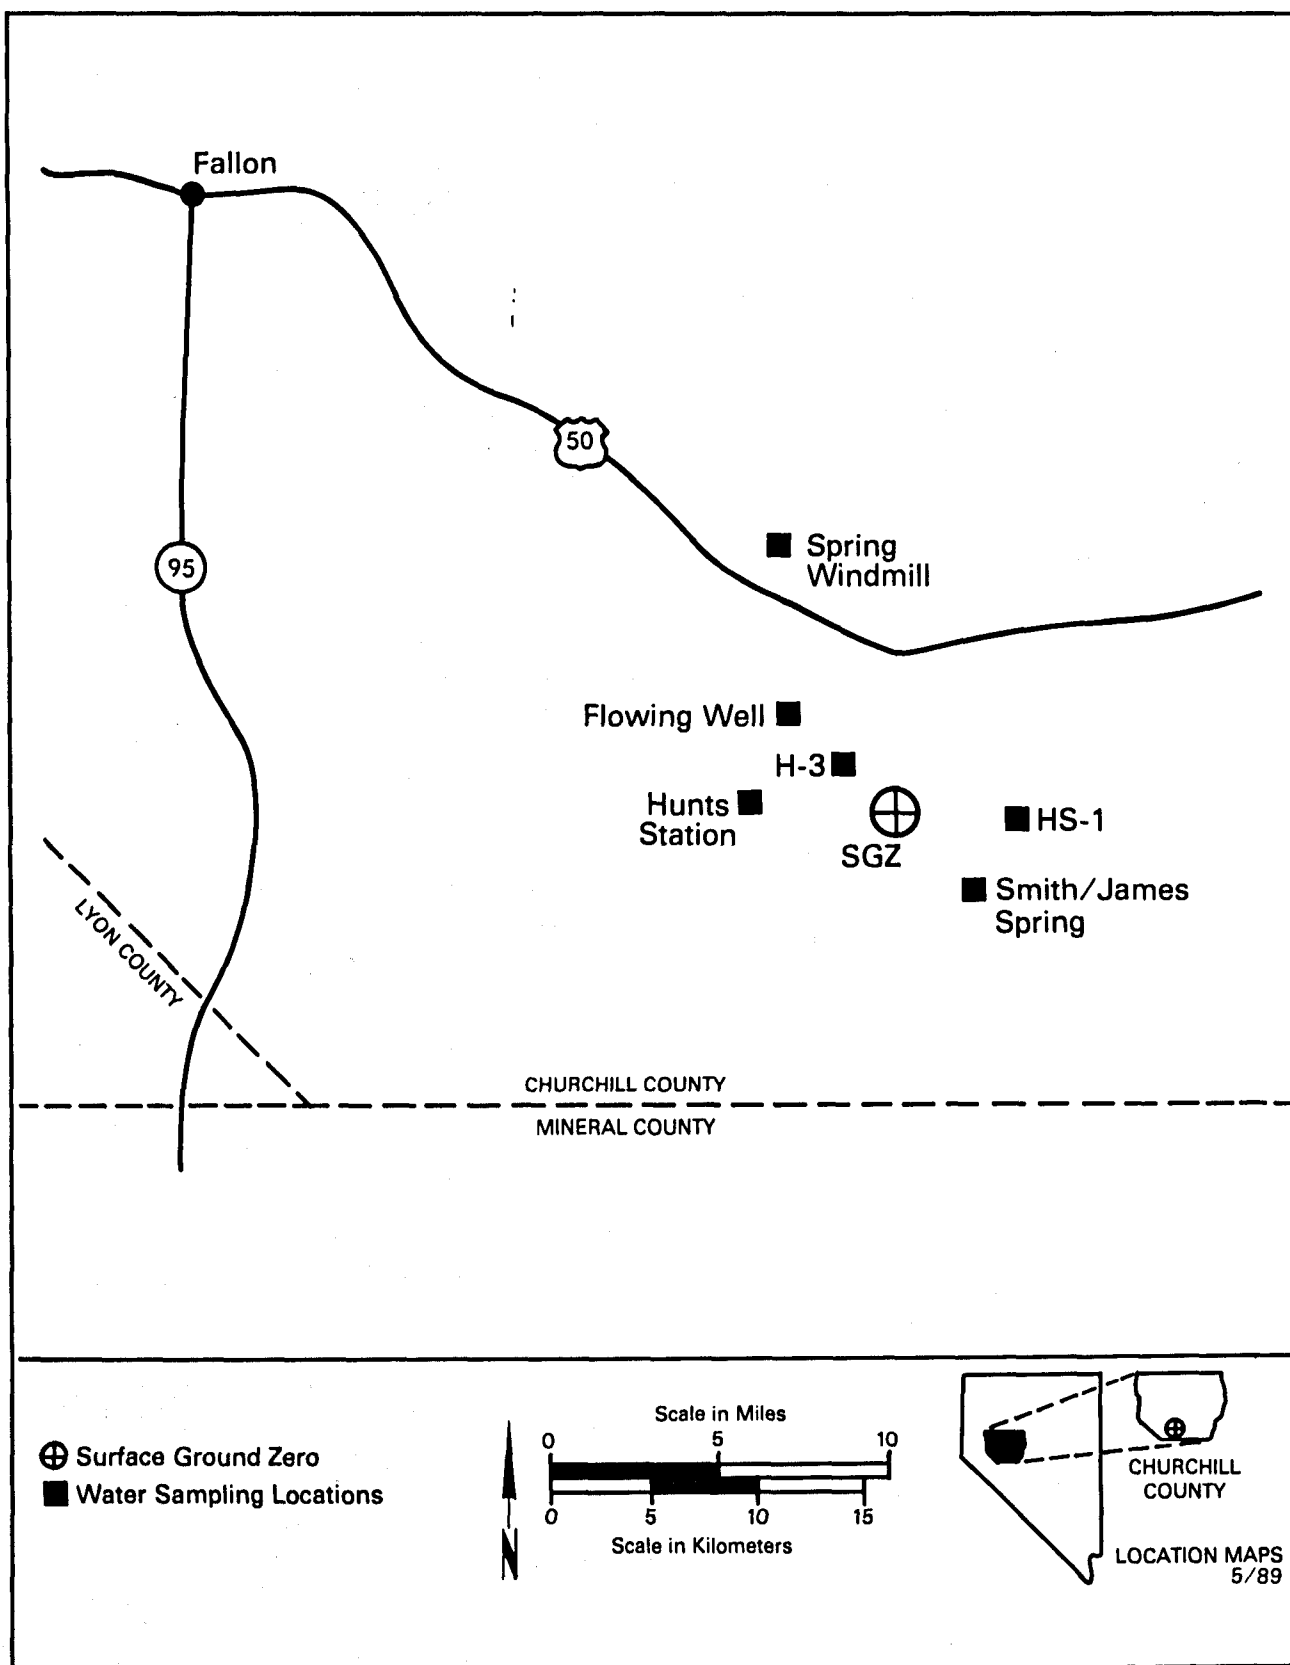 Fallon
50
95
Spring
Windmill
Flowing Well
H-3
Hunts
Station
SGZ
HS-1
Smith/James
Spring
LYON COUNTY
CHURCHILL COUNTY
MINERAL COUNTY
Surface Ground Zero
Water Sampling Locations
N
Scale in Miles
0 5 10
0 5 10 15
Scale in Kilometers
CHURCHILL
COUNTY
LOCATION MAPS
5/89